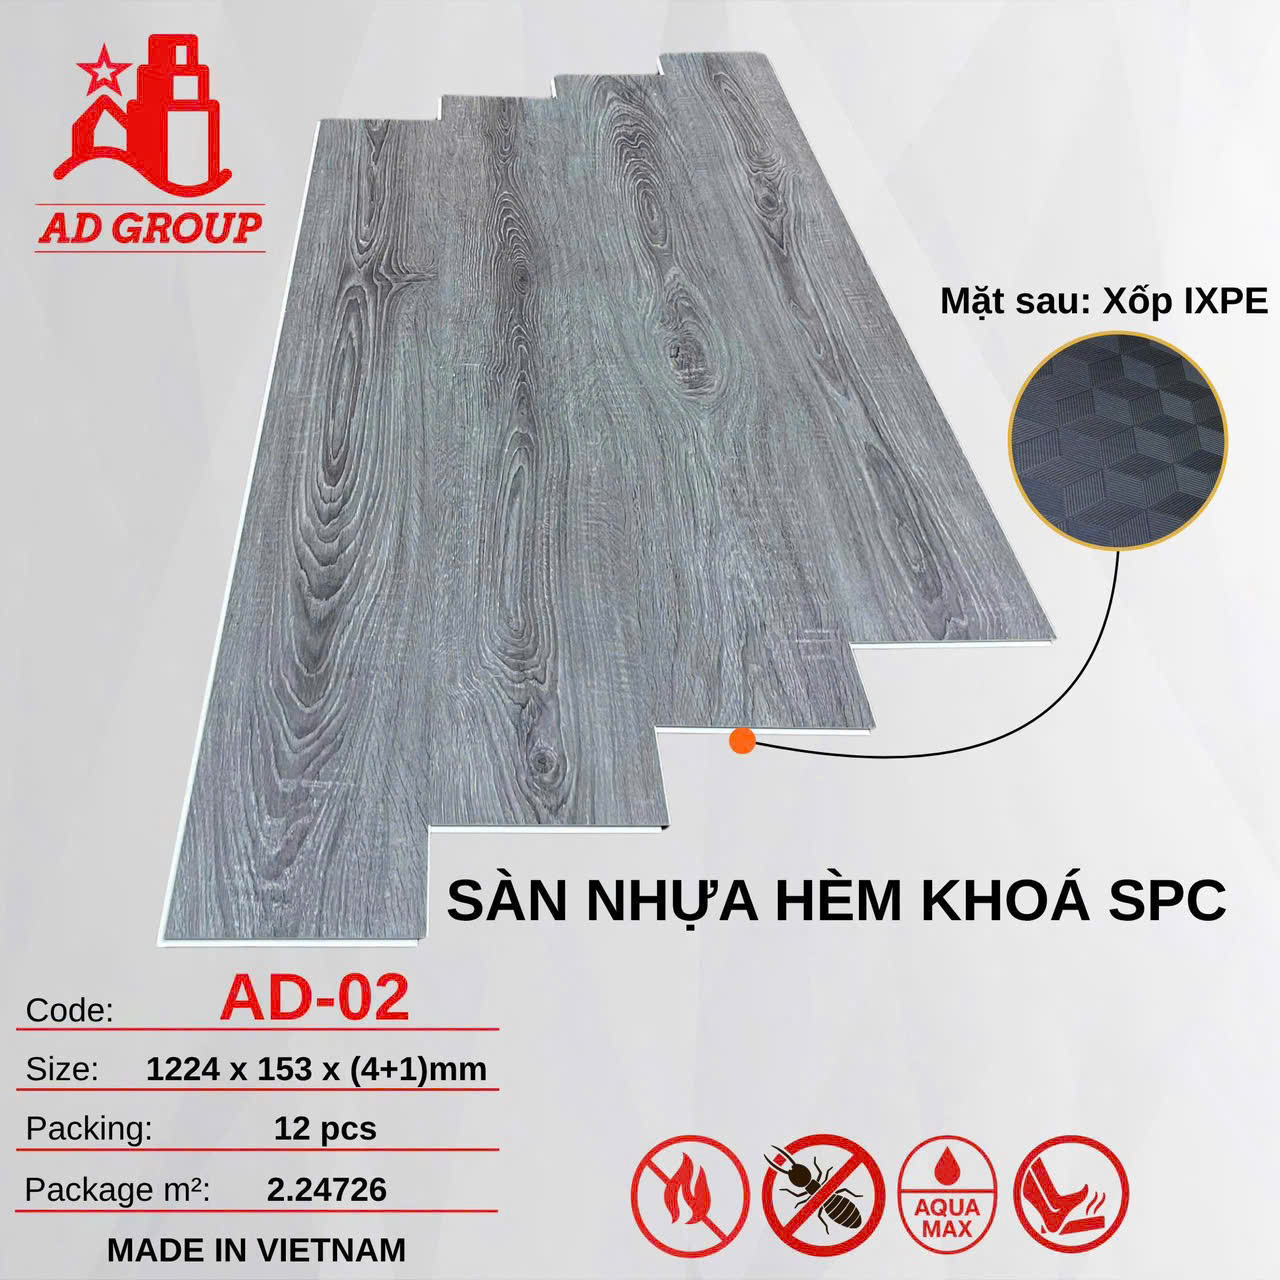 AD GROUP
Mặt sau: Xốp IXPE
SÀN NHỰA HÈM KHOÁ SPC
Code: AD-02
Size: 1224 x 153 x (4+1)mm
Packing: 12 pcs
Package m²: 2.24726
MADE IN VIETNAM
AQUA
MAX